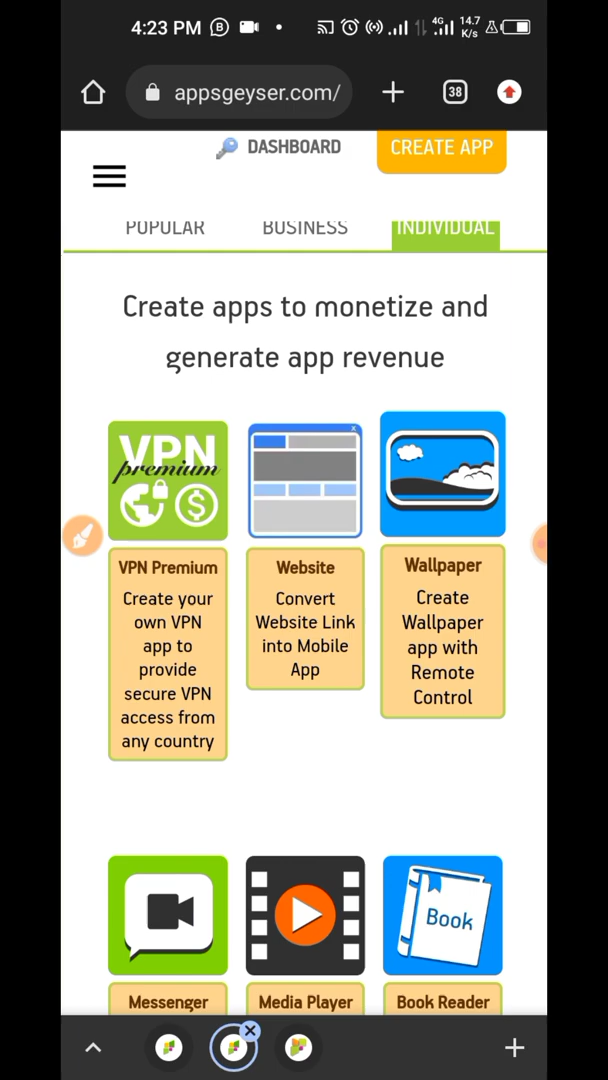 4:23 PM
4G
14.7
K/s
appsgeyser.com/
38
DASHBOARD
CREATE APP
POPULAR
BUSINESS
INDIVIDUAL
Create apps to monetize and
generate app revenue
VPN
premium
$
VPN Premium
Create your
own VPN
app to
provide
secure VPN
access from
any country
X
Website
Convert
Website Link
into Mobile
App
Wallpaper
Create
Wallpaper
app with
Remote
Control
Book
Messenger
Media Player
Book Reader